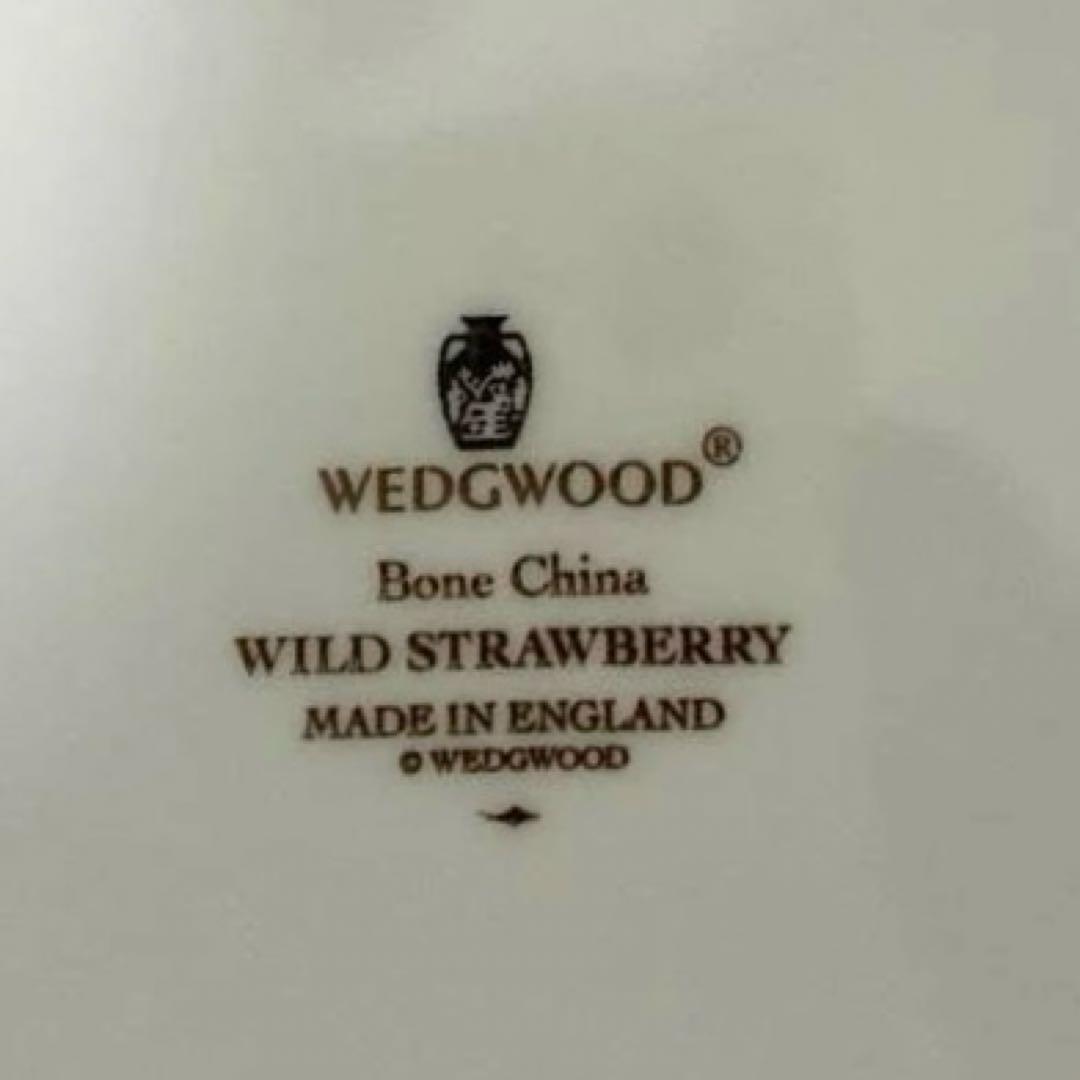 WEDGWOOD®
Bone China
WILD STRAWBERRY
MADE IN ENGLAND
© WEDGWOOD